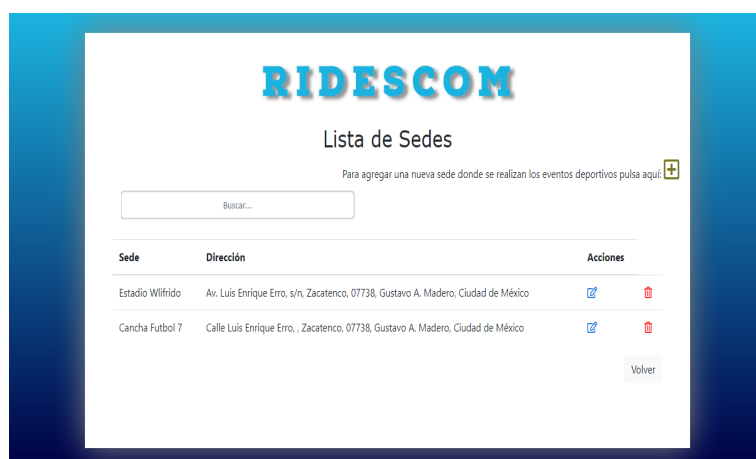 RIDESCOM
Lista de Sedes
Para agregar una nueva sede donde se realizan los eventos deportivos pulsa aquí:
Buscar...
Sede Dirección Acciones
Estadio Wlifrido Av. Luis Enrique Erro, s/n, Zacatenco, 07738, Gustavo A. Madero, Ciudad de México
Cancha Futbol 7 Calle Luis Enrique Erro, , Zacatenco, 07738, Gustavo A. Madero, Ciudad de México
Volver